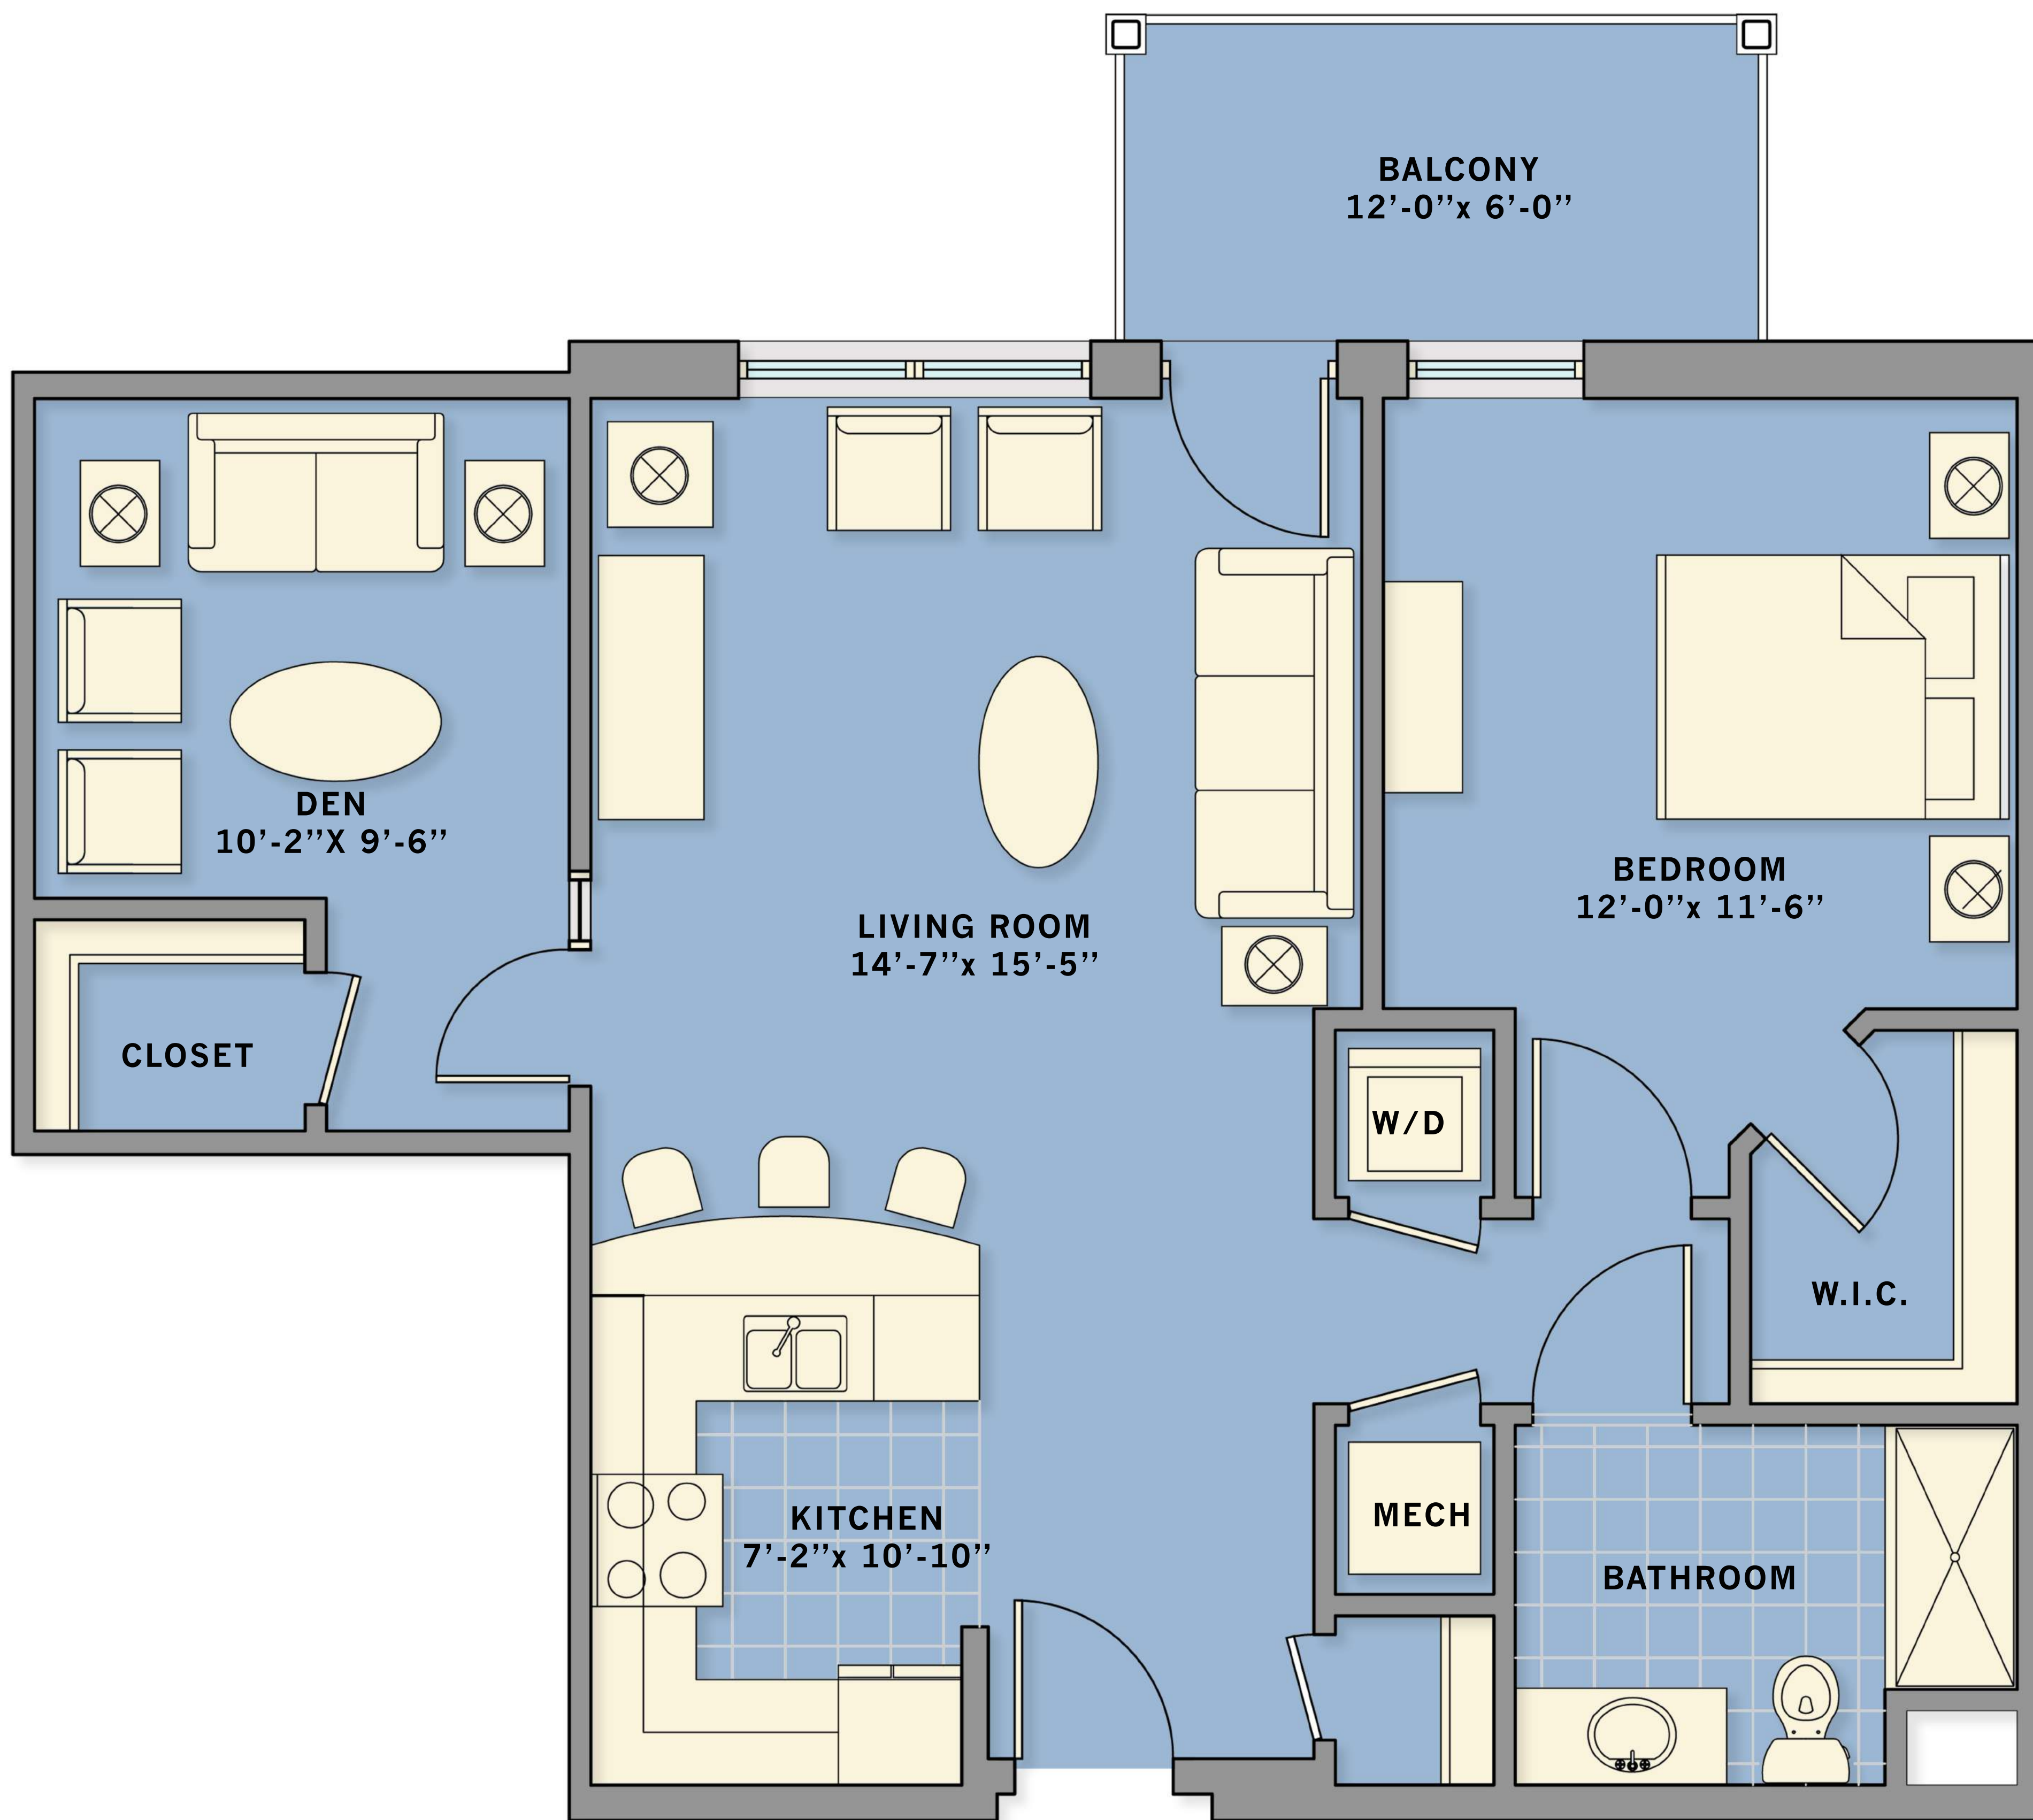 BALCONY
12’-0”x 6’-0”
DEN
10’-2”X 9’-6”
LIVING ROOM
14’-7”x 15’-5”
BEDROOM
12’-0”x 11’-6”
CLOSET
W/D
W.I.C.
KITCHEN
7’-2”x 10’-10”
MECH
BATHROOM